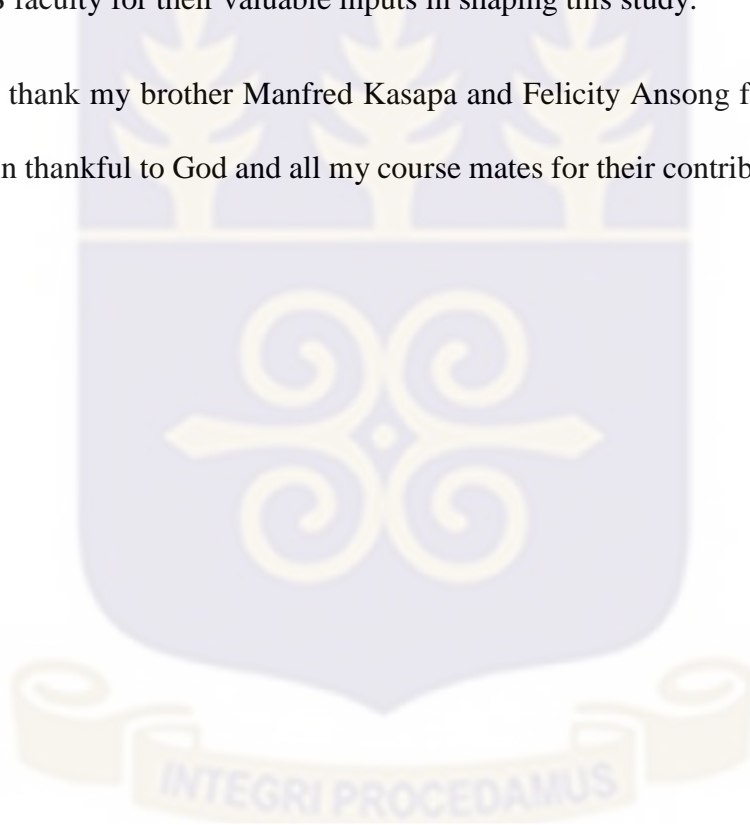 faculty for their valuable inputs in shaping this study.
thank my brother Manfred Kasapa and Felicity Ansong f
n thankful to God and all my course mates for their contrib
INTEGRI PROCEDAMUS